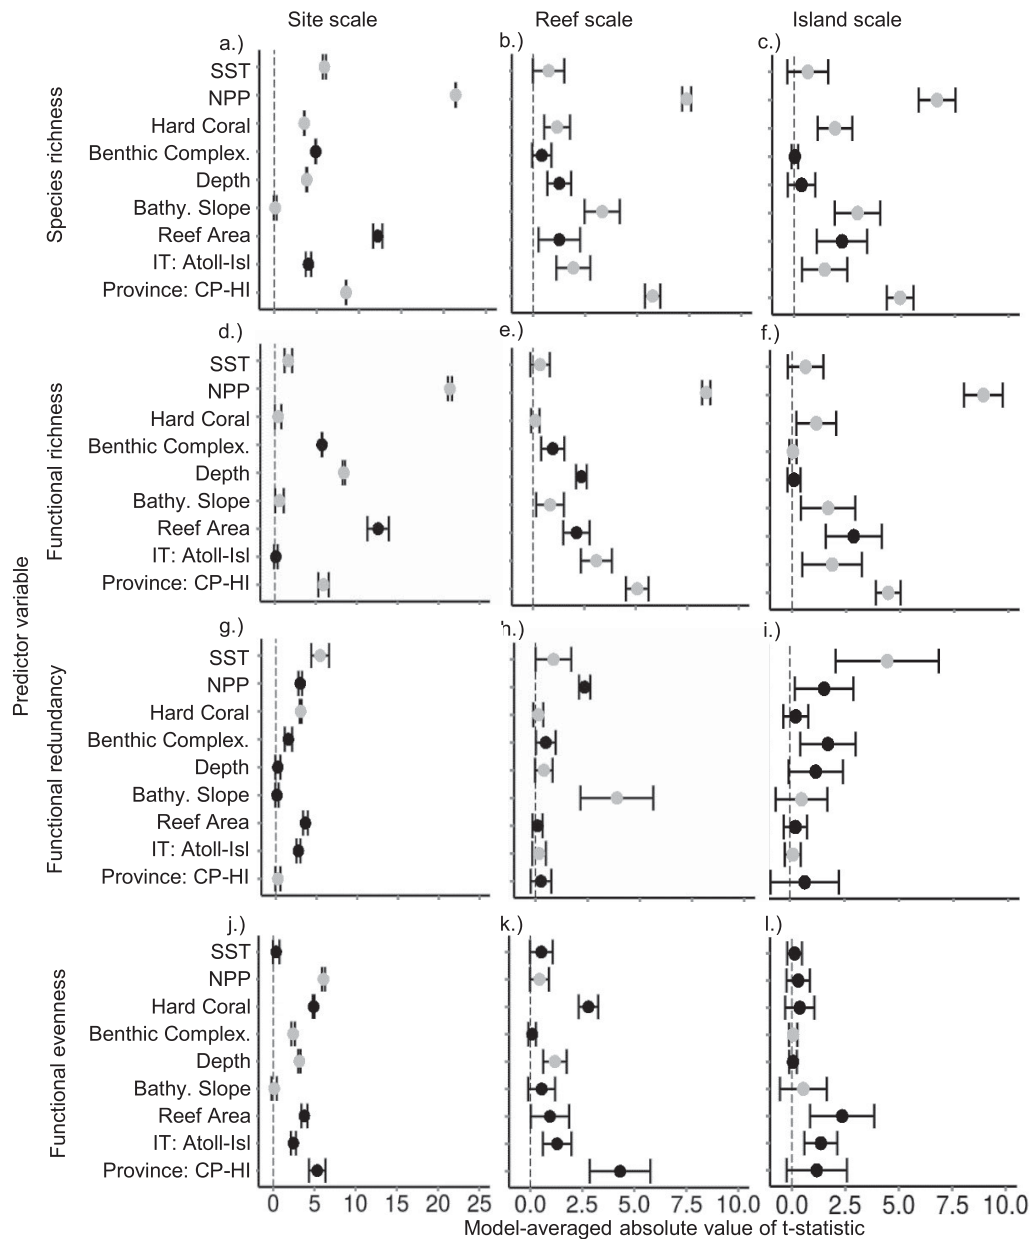 Site scale
Reef scale
Island scale
a.)
b.)
c.)
Species richness
SST
NPP
Hard Coral
Benthic Complex.
Depth
Bathy. Slope
Reef Area
IT: Atoll-Isl
Province: CP-HI
d.)
e.)
f.)
Functional richness
SST
NPP
Hard Coral
Benthic Complex.
Depth
Bathy. Slope
Reef Area
IT: Atoll-Isl
Province: CP-HI
Predictor variable
g.)
h.)
i.)
Functional redundancy
SST
NPP
Hard Coral
Benthic Complex.
Depth
Bathy. Slope
Reef Area
IT: Atoll-Isl
Province: CP-HI
j.)
k.)
l.)
Functional evenness
SST
NPP
Hard Coral
Benthic Complex.
Depth
Bathy. Slope
Reef Area
IT: Atoll-Isl
Province: CP-HI
0 5 10 15 20 25
0.0 2.5 5.0 7.5 10.0
0.0 2.5 5.0 7.5 10.0
Model-averaged absolute value of t-statistic